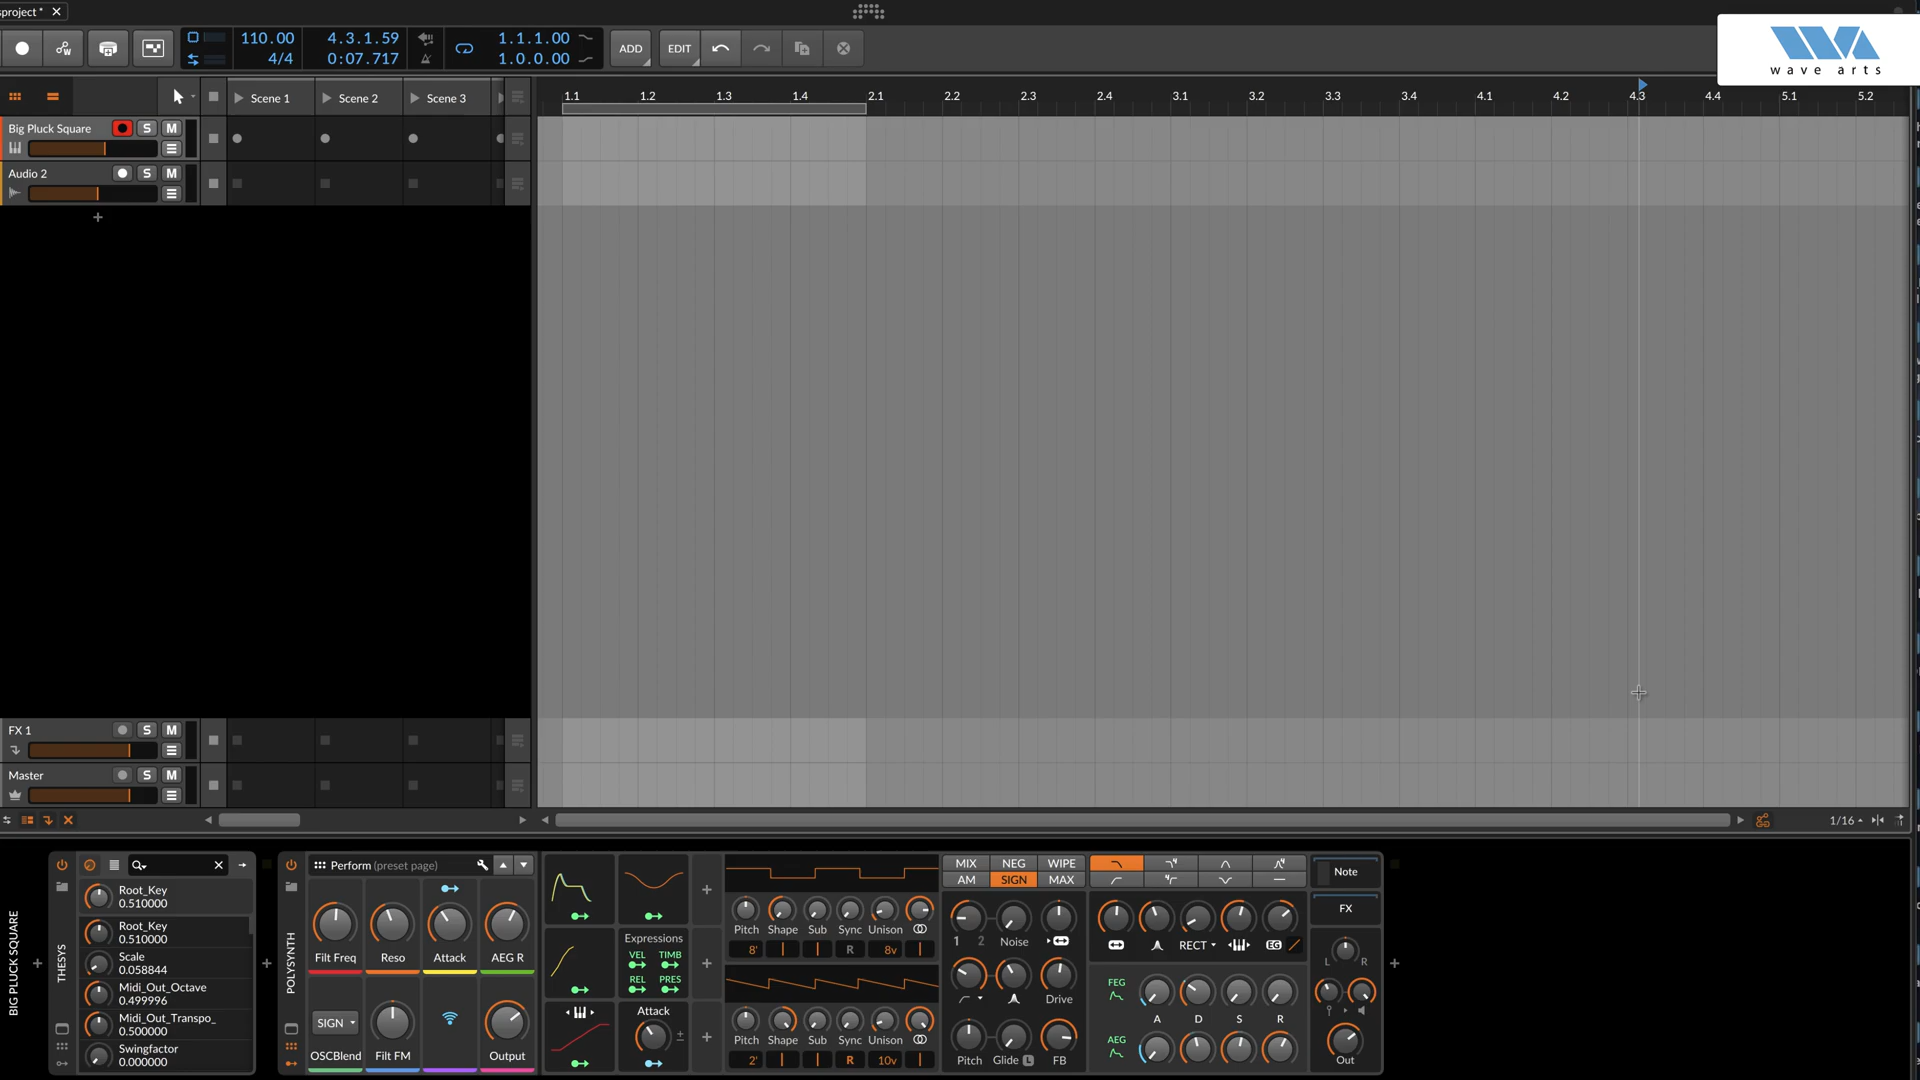 sproject *
110.00
4/4
4.3.1.59
0:07.717
1.1.1.00
1.0.0.00
ADD
EDIT
wave arts
Scene 1
Scene 2
Scene 3
1.1 1.2 1.3 1.4 2.1 2.2 2.3 2.4 3.1 3.2 3.3 3.4 4.1 4.2 4.3 4.4 5.1 5.2
Big Pluck Square
S M
Audio 2
S M
FX 1
S M
Master
S M
1/16
BIG PLUCK SQUARE
THESYS
Root_Key
0.510000
Root_Key
0.510000
Scale
0.058844
Midi_Out_Octave
0.499996
Midi_Out_Transpo_
0.500000
Swingfactor
0.000000
POLYSYNTH
Perform (preset page)
Filt Freq Reso Attack AEG R
SIGN
OSCBlend Filt FM Output
Expressions
VEL TIMB
REL PRES
Attack
Pitch Shape Sub Sync Unison
8' R 8v
Pitch Shape Sub Sync Unison
2' R 10v
MIX NEG WIPE
AM SIGN MAX
1 2 Noise
Drive
Pitch Glide L FB
RECT EG
FEG
A D S R
AEG
Note
FX
L R
Out